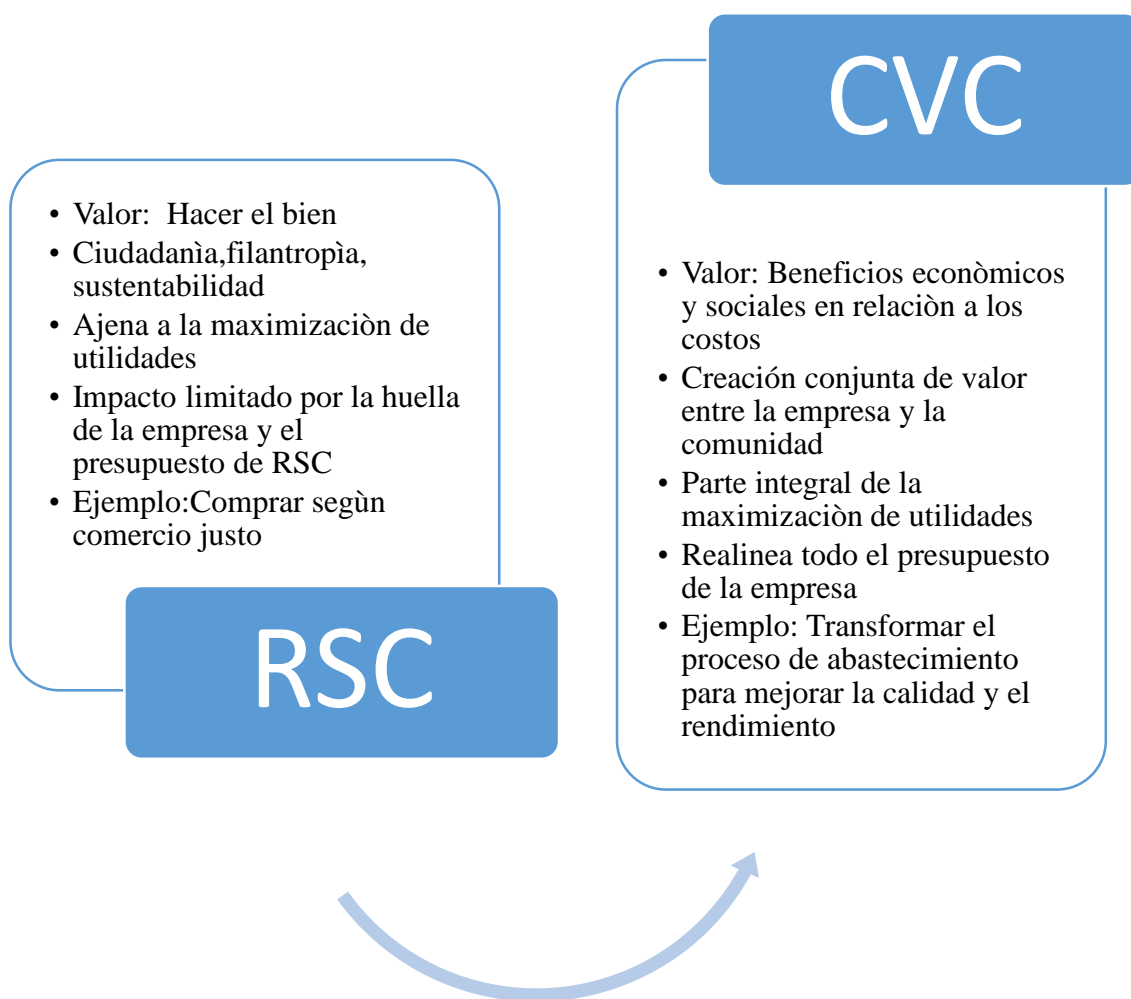 • Valor:  Hacer el bien
• Ciudadanìa,filantropìa,
sustentabilidad
• Ajena a la maximizaciòn de
utilidades
• Impacto limitado por la huella
de la empresa y el
presupuesto de RSC
• Ejemplo:Comprar segùn
comercio justo
RSC
CVC
• Valor: Beneficios econòmicos
y sociales en relaciòn a los
costos
• Creación conjunta de valor
entre la empresa y la
comunidad
• Parte integral de la
maximizaciòn de utilidades
• Realinea todo el presupuesto
de la empresa
• Ejemplo: Transformar el
proceso de abastecimiento
para mejorar la calidad y el
rendimiento